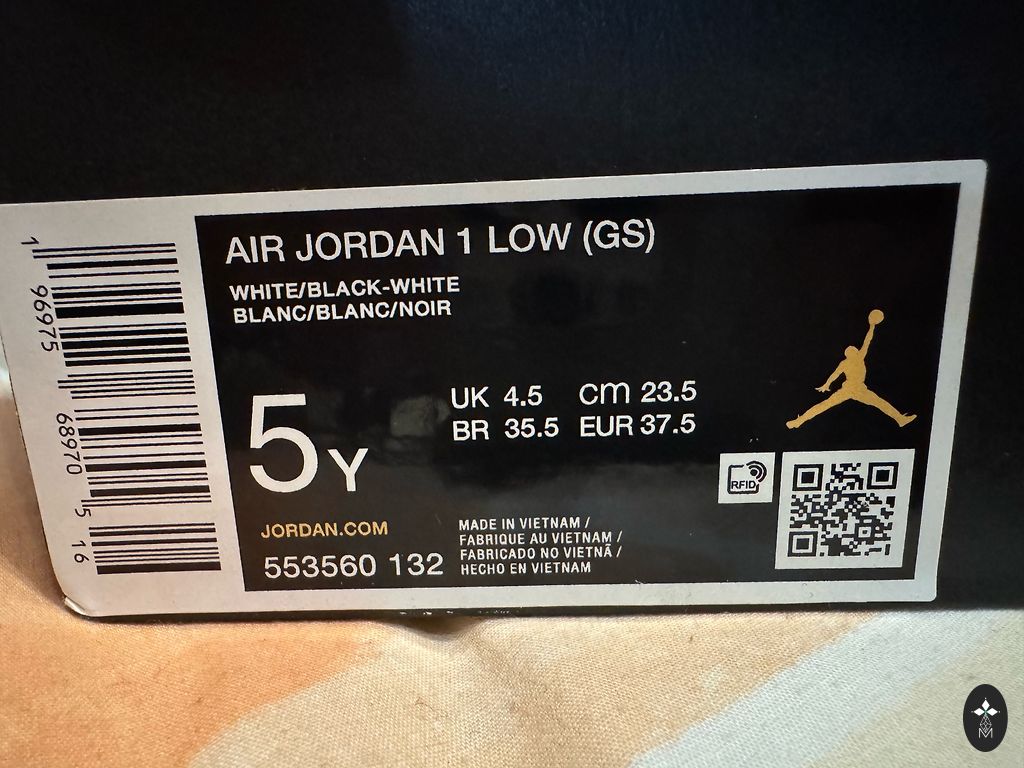 AIR JORDAN 1 LOW (GS)
WHITE/BLACK-WHITE
BLANC/BLANC/NOIR
5Y
UK 4.5 CM 23.5
BR 35.5 EUR 37.5
RFID
JORDAN.COM
553560 132
MADE IN VIETNAM /
FABRIQUE AU VIETNAM /
FABRICADO NO VIETNÃ /
HECHO EN VIETNAM
1 96975 68970 5 16
M